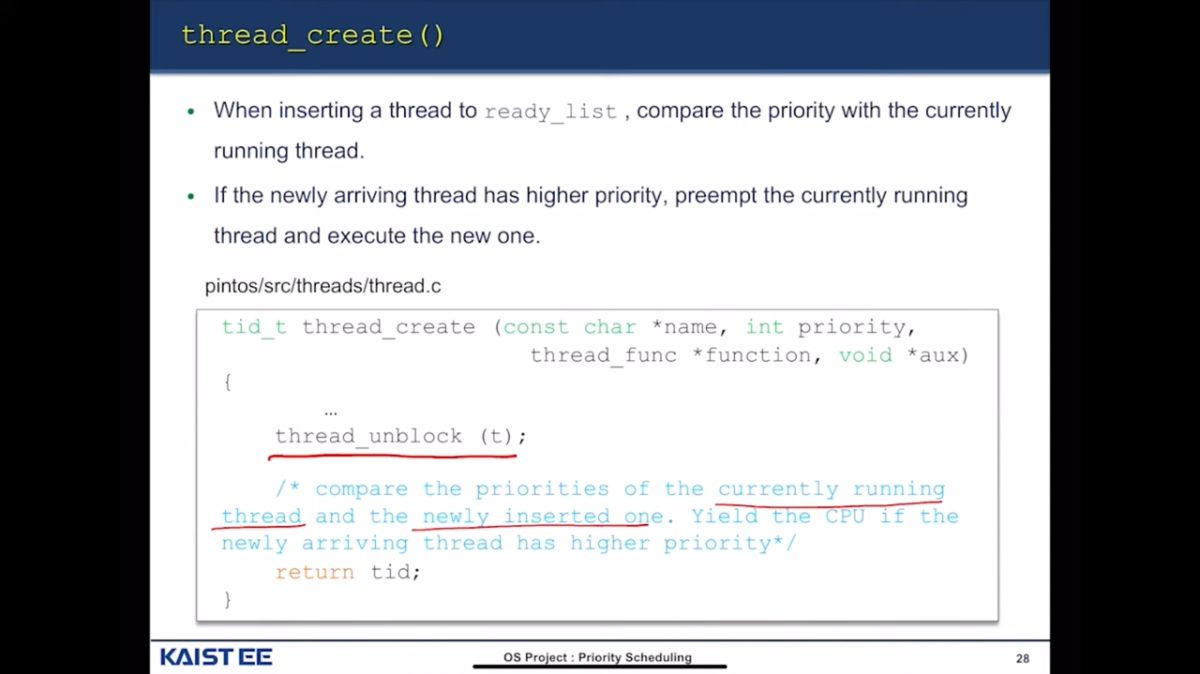 thread_create()
• When inserting a thread to ready_list , compare the priority with the currently
running thread.
• If the newly arriving thread has higher priority, preempt the currently running
thread and execute the new one.
pintos/src/threads/thread.c
tid_t thread_create (const char *name, int priority,
thread_func *function, void *aux)
{
…
thread_unblock (t);
/* compare the priorities of the currently running
thread and the newly inserted one. Yield the CPU if the
newly arriving thread has higher priority*/
return tid;
}
KAIST EE
OS Project : Priority Scheduling
28